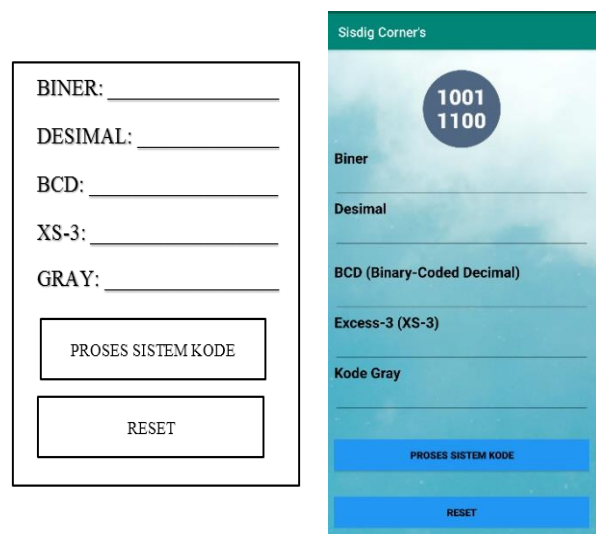 BINER:
DESIMAL:
BCD:
XS-3:
GRAY:
PROSES SISTEM KODE
RESET
Sisdig Corner's
1001
1100
Biner
Desimal
BCD (Binary-Coded Decimal)
Excess-3 (XS-3)
Kode Gray
PROSES SISTEM KODE
RESET